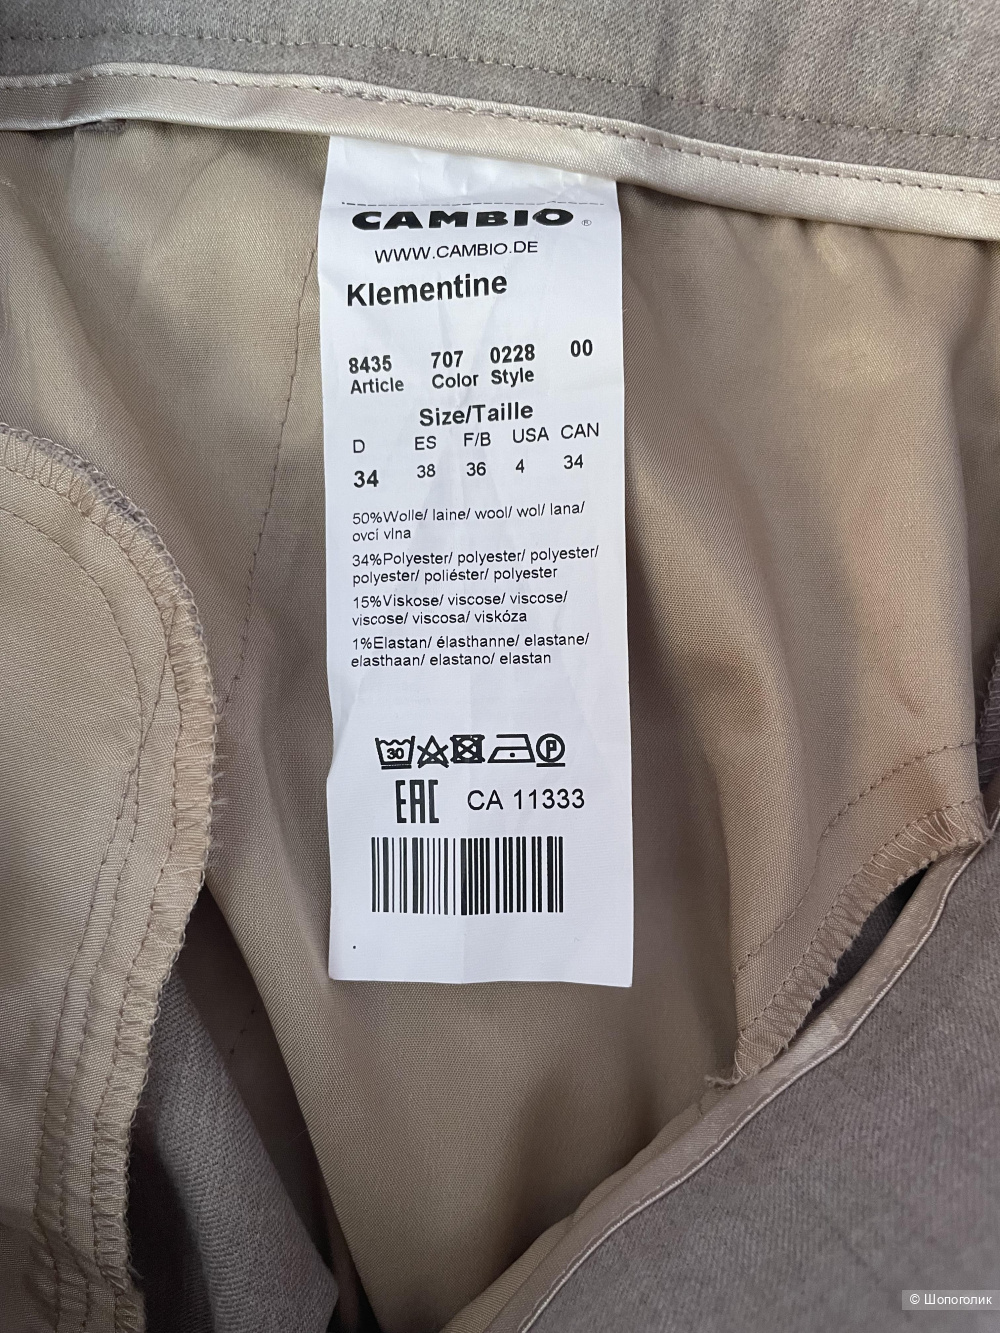 CAMBIO ®
WWW.CAMBIO.DE
Klementine
8435 707 0228 00
Article Color Style
Size/Taille
D ES F/B USA CAN
34 38 36 4 34
50%Wolle/ laine/ wool/ wol/ lana/
ovcí vlna
34%Polyester/ polyester/ polyester/
polyester/ poliéster/ polyester
15%Viskose/ viscose/ viscose/
viscose/ viscosa/ viskóza
1%Elastan/ élasthanne/ elastane/
elasthaan/ elastano/ elastan
30 P
EAC CA 11333
© Шопоголик